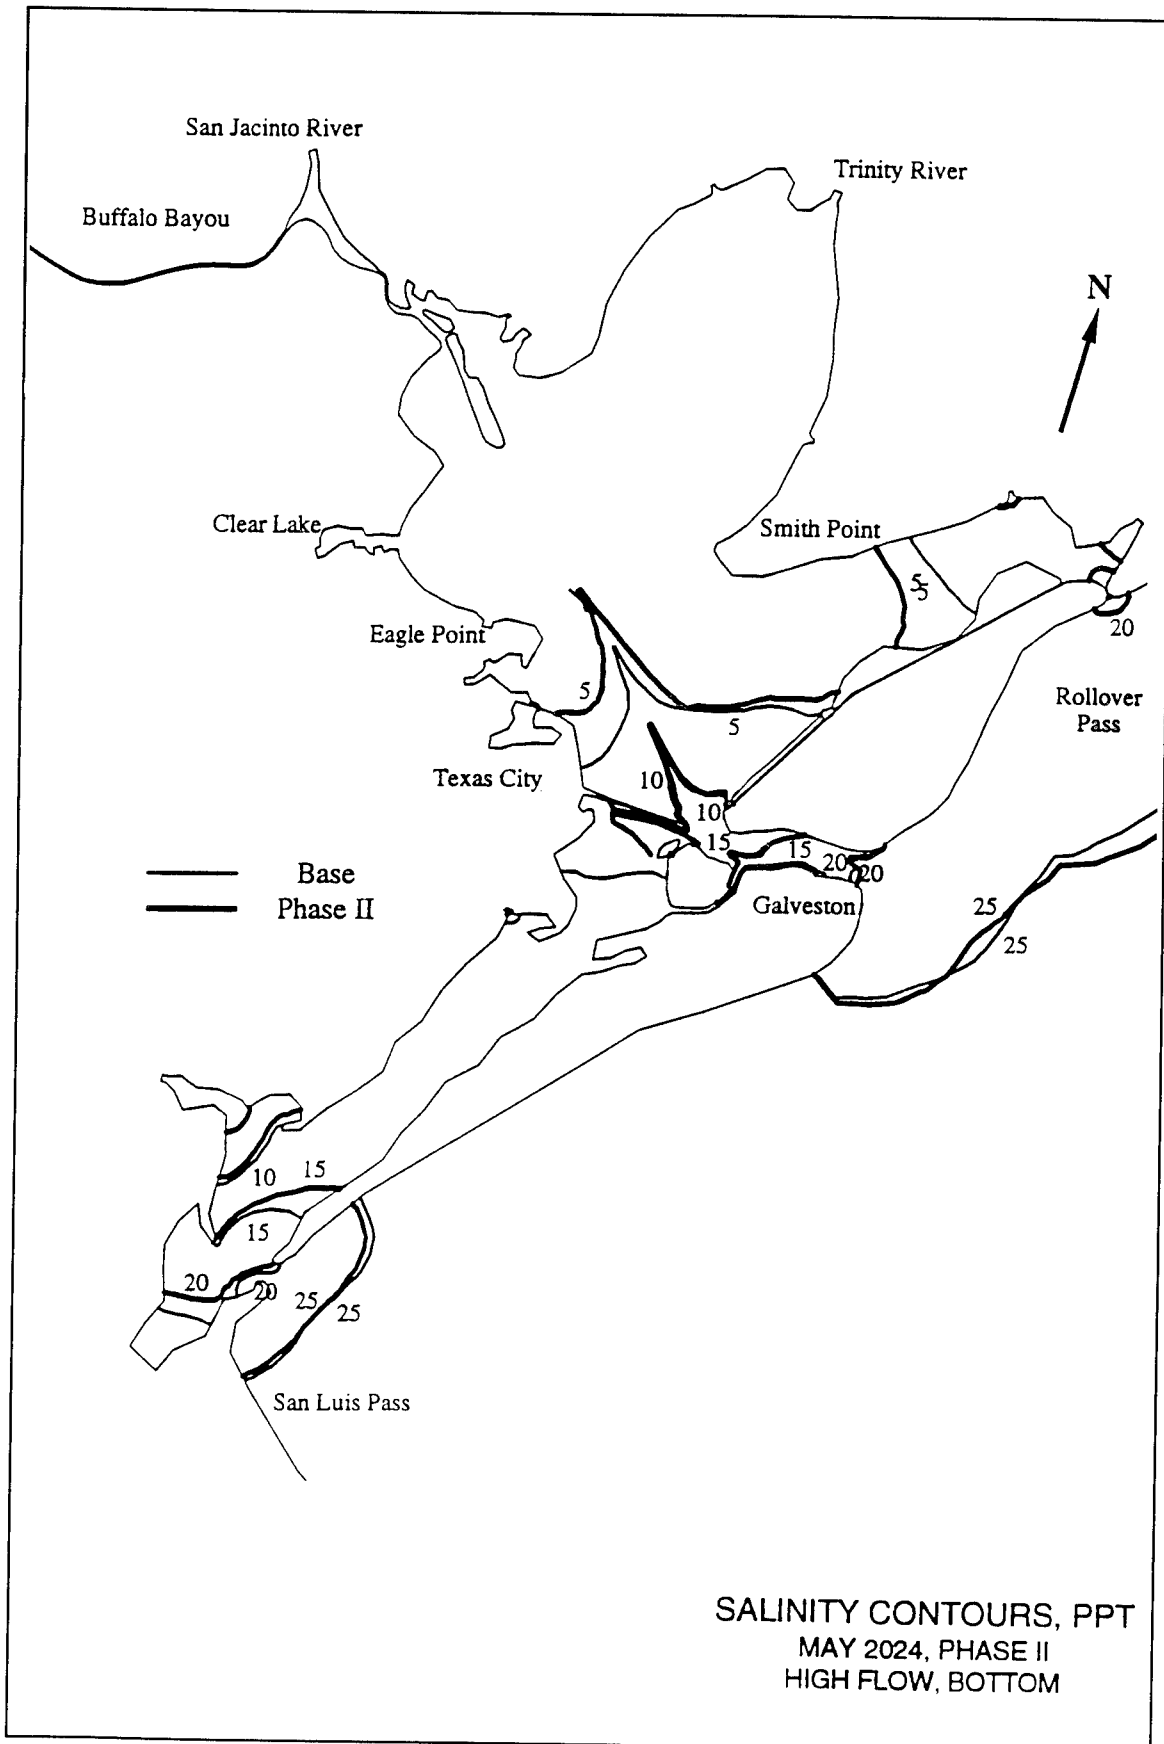 San Jacinto River
Trinity River
Buffalo Bayou
N
Clear Lake
Smith Point
5
5
20
Eagle Point
5
Rollover
Pass
5
Texas City
10
10
15
15
20
20
Base
Phase II
Galveston
25
25
10
15
15
20
20
25
25
San Luis Pass
SALINITY CONTOURS, PPT
MAY 2024, PHASE II
HIGH FLOW, BOTTOM